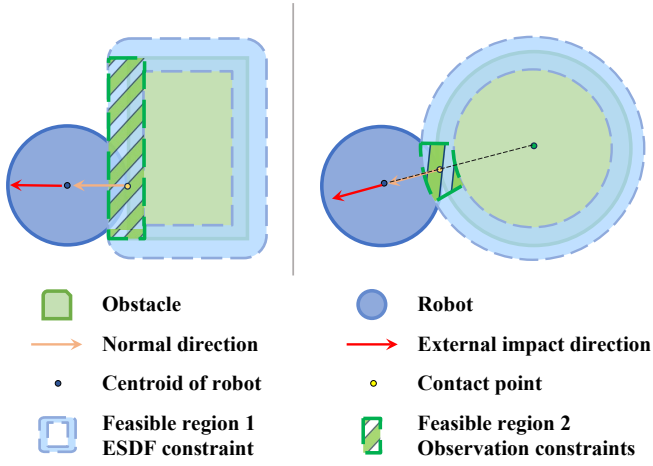 Obstacle
Robot
Normal direction
External impact direction
Centroid of robot
Contact point
Feasible region 1
ESDF constraint
Feasible region 2
Observation constraints